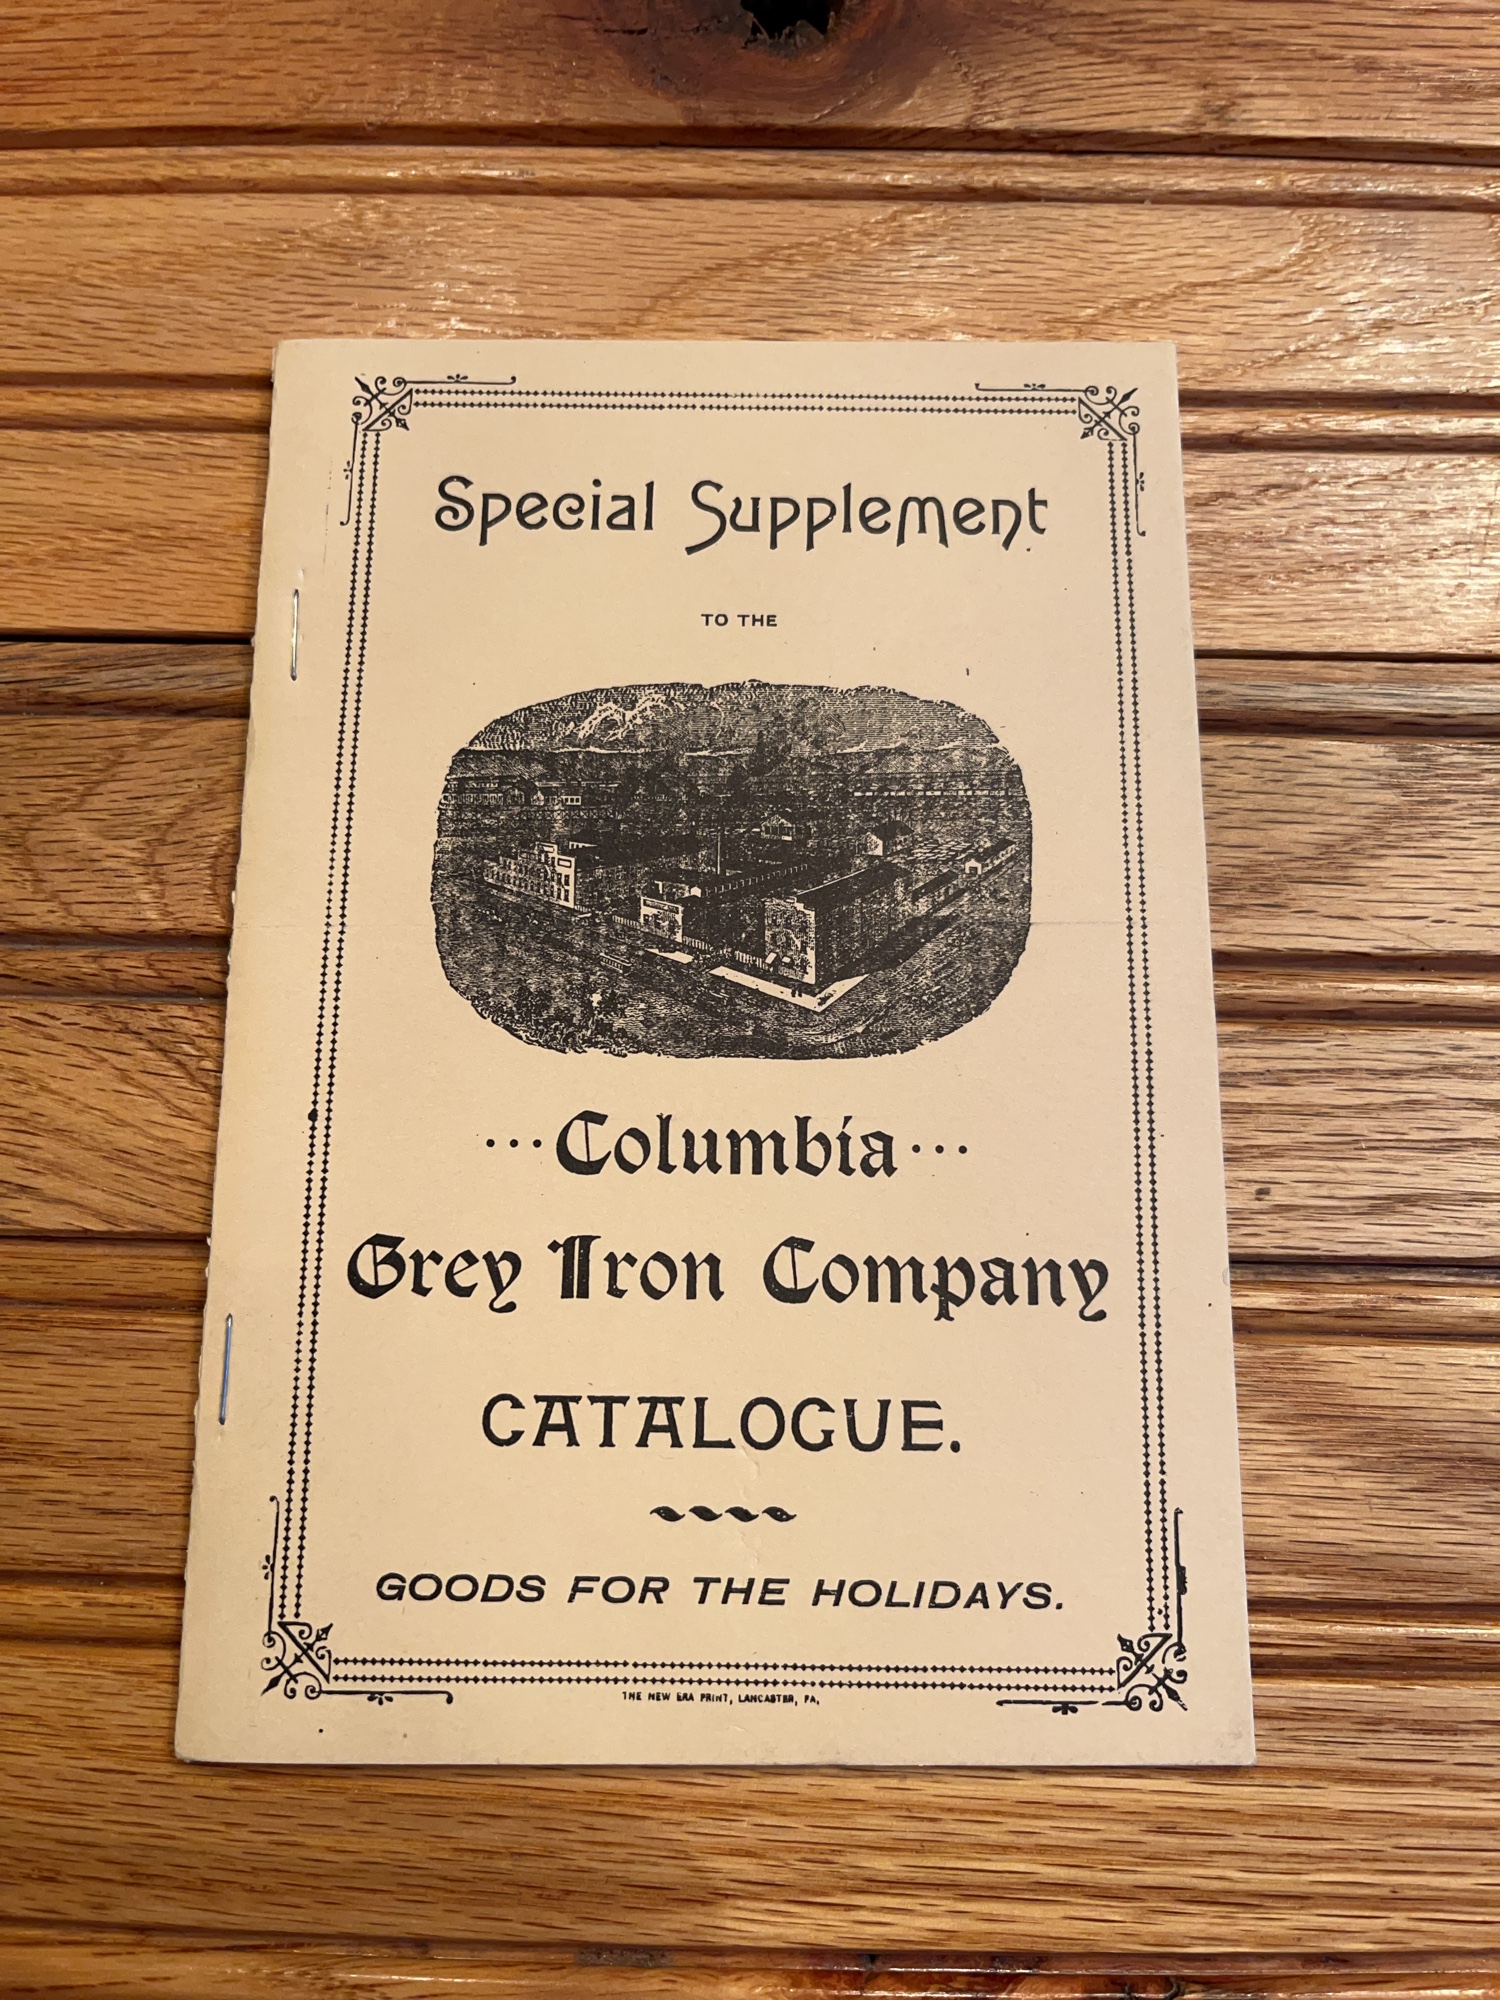 Special Supplement
TO THE
...Columbia...
Grey Iron Company
CATALOGUE.
GOODS FOR THE HOLIDAYS.
THE NEW ERA PRINT, LANCASTER, PA.